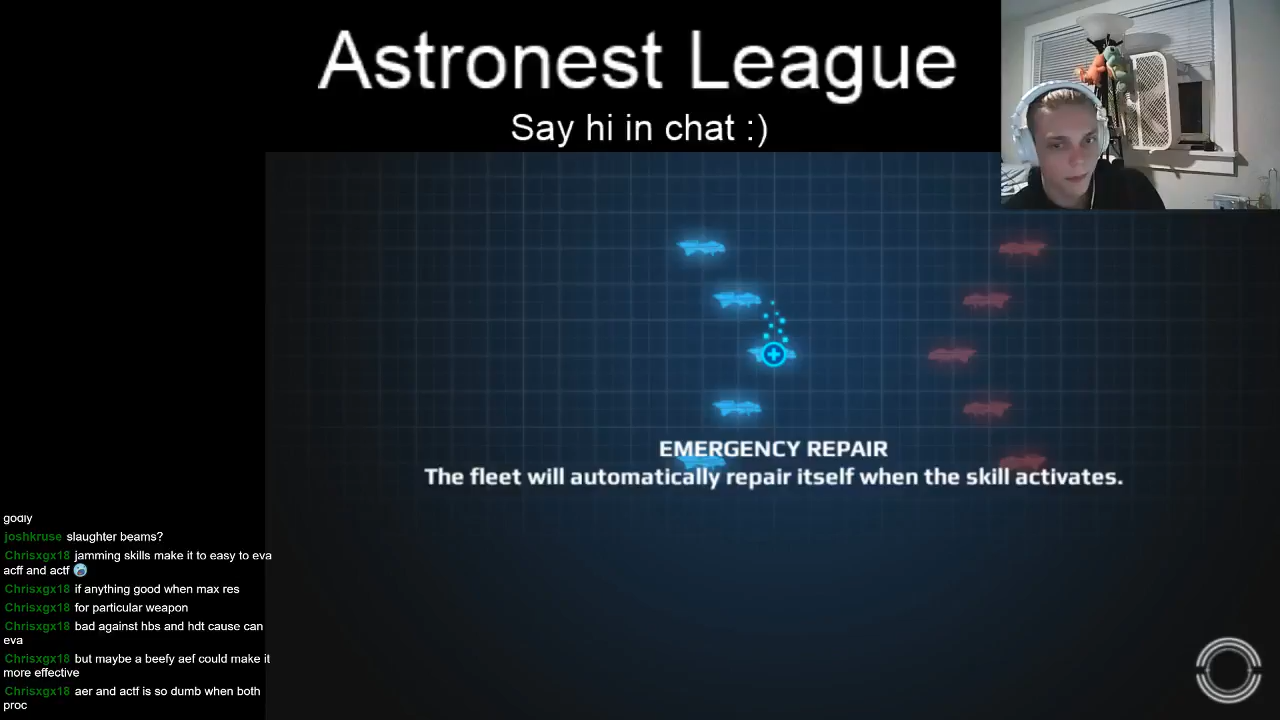 Astronest League
Say hi in chat :)
EMERGENCY REPAIR
The fleet will automatically repair itself when the skill activates.
godly
joshkruse slaughter beams?
Chrisxgx18 jamming skills make it to easy to eva
acff and actf
Chrisxgx18 if anything good when max res
Chrisxgx18 for particular weapon
Chrisxgx18 bad against hbs and hdt cause can
eva
Chrisxgx18 but maybe a beefy aef could make it
more effective
Chrisxgx18 aer and actf is so dumb when both
proc